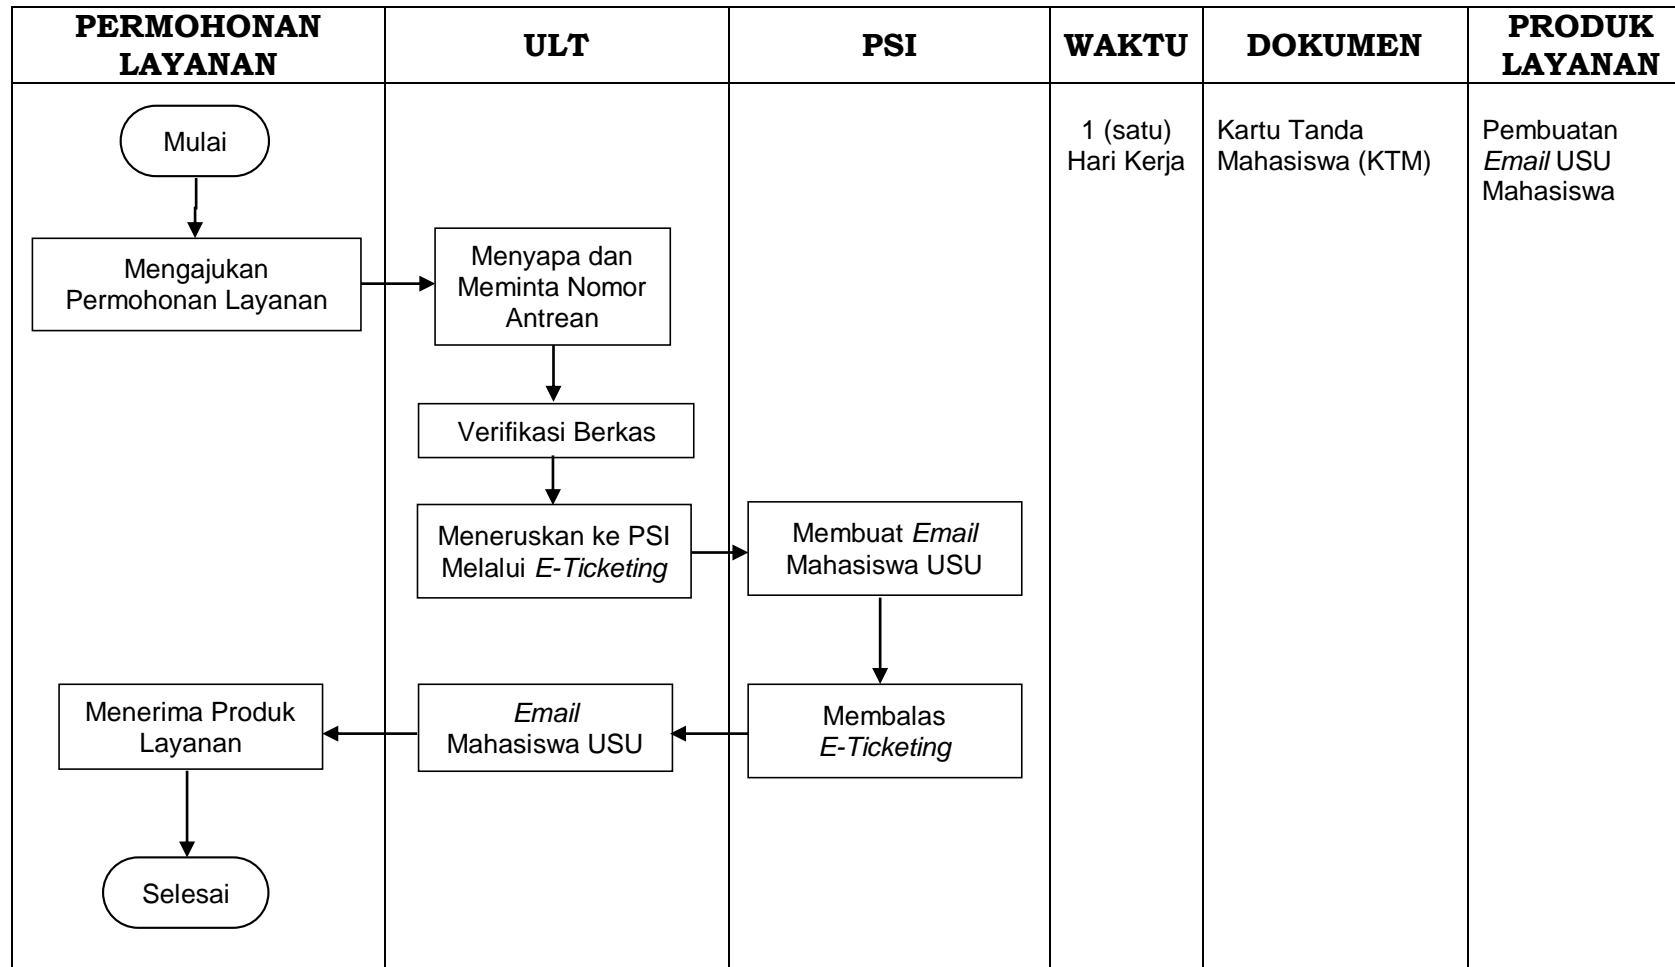 PERMOHONAN
LAYANAN
ULT
PSI
WAKTU
DOKUMEN
PRODUK
LAYANAN
Mulai
1 (satu)
Hari Kerja
Kartu Tanda
Mahasiswa (KTM)
Pembuatan
Email USU
Mahasiswa
Mengajukan
Permohonan Layanan
Menyapa dan
Meminta Nomor
Antrean
Verifikasi Berkas
Meneruskan ke PSI
Melalui E-Ticketing
Membuat Email
Mahasiswa USU
Membalas
E-Ticketing
Email
Mahasiswa USU
Menerima Produk
Layanan
Selesai